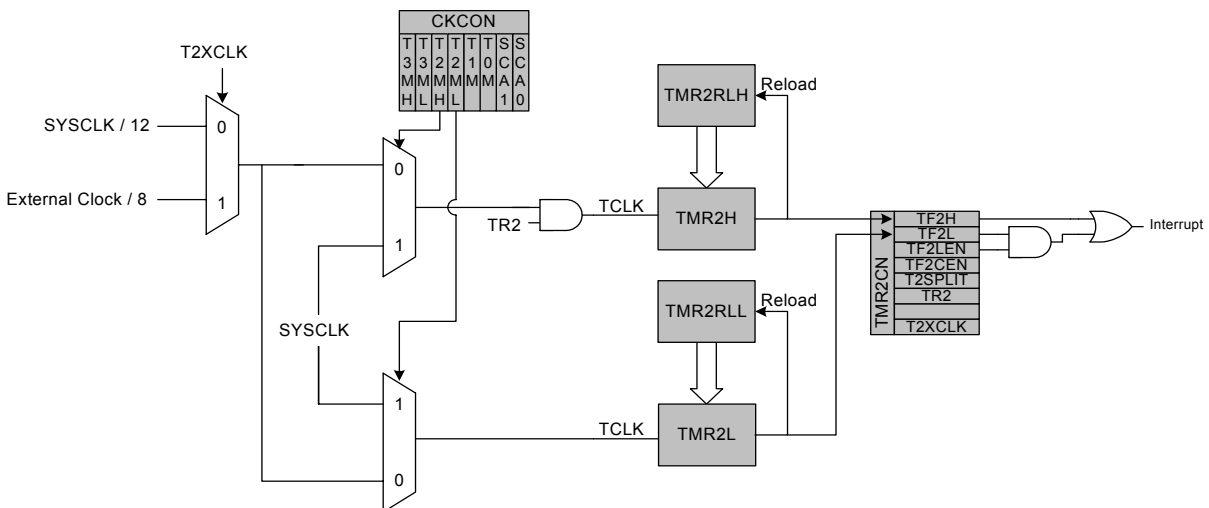 CKCON
T3MH
T3ML
T2MH
T2ML
T1M
T0M
SCA1
SCA0
T2XCLK
SYSCLK / 12
External Clock / 8
0
1
0
1
SYSCLK
1
0
TR2
TCLK
TMR2RLH
Reload
TMR2H
TMR2RLL
Reload
TCLK
TMR2L
TMR2CN
TF2H
TF2L
TF2LEN
TF2CEN
T2SPLIT
TR2
T2XCLK
Interrupt